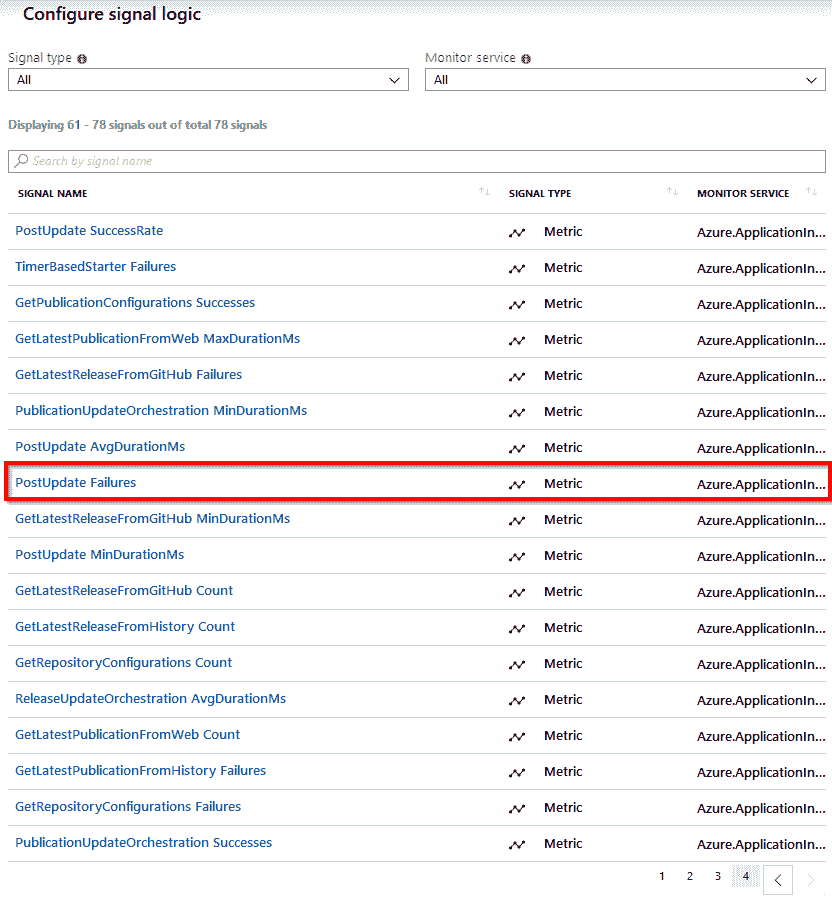 Configure signal logic
Signal type Monitor service
All All
Displaying 61 - 78 signals out of total 78 signals
Search by signal name
SIGNAL NAME SIGNAL TYPE MONITOR SERVICE
PostUpdate SuccessRate Metric Azure.ApplicationIn...
TimerBasedStarter Failures Metric Azure.ApplicationIn...
GetPublicationConfigurations Successes Metric Azure.ApplicationIn...
GetLatestPublicationFromWeb MaxDurationMs Metric Azure.ApplicationIn...
GetLatestReleaseFromGitHub Failures Metric Azure.ApplicationIn...
PublicationUpdateOrchestration MinDurationMs Metric Azure.ApplicationIn...
PostUpdate AvgDurationMs Metric Azure.ApplicationIn...
PostUpdate Failures Metric Azure.ApplicationIn...
GetLatestReleaseFromGitHub MinDurationMs Metric Azure.ApplicationIn...
PostUpdate MinDurationMs Metric Azure.ApplicationIn...
GetLatestReleaseFromGitHub Count Metric Azure.ApplicationIn...
GetLatestReleaseFromHistory Count Metric Azure.ApplicationIn...
GetRepositoryConfigurations Count Metric Azure.ApplicationIn...
ReleaseUpdateOrchestration AvgDurationMs Metric Azure.ApplicationIn...
GetLatestPublicationFromWeb Count Metric Azure.ApplicationIn...
GetLatestPublicationFromHistory Failures Metric Azure.ApplicationIn...
GetRepositoryConfigurations Failures Metric Azure.ApplicationIn...
PublicationUpdateOrchestration Successes Metric Azure.ApplicationIn...
1 2 3 4